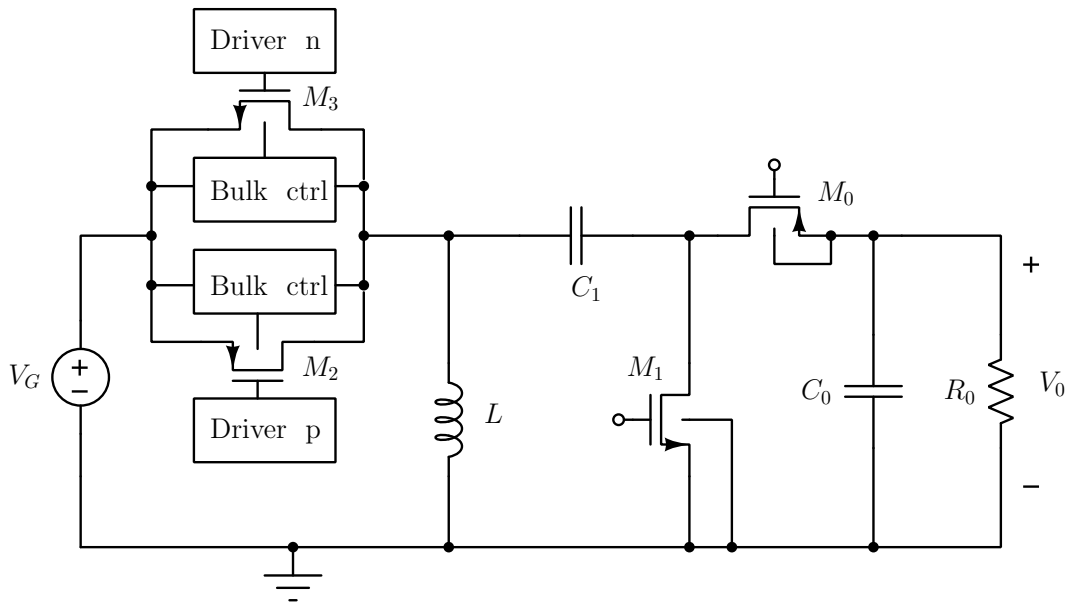 Driver n
M3
Bulk ctrl
M0
Bulk ctrl
C1
+
VG
+
−
M2
M1
C0
R0
V0
L
Driver p
−